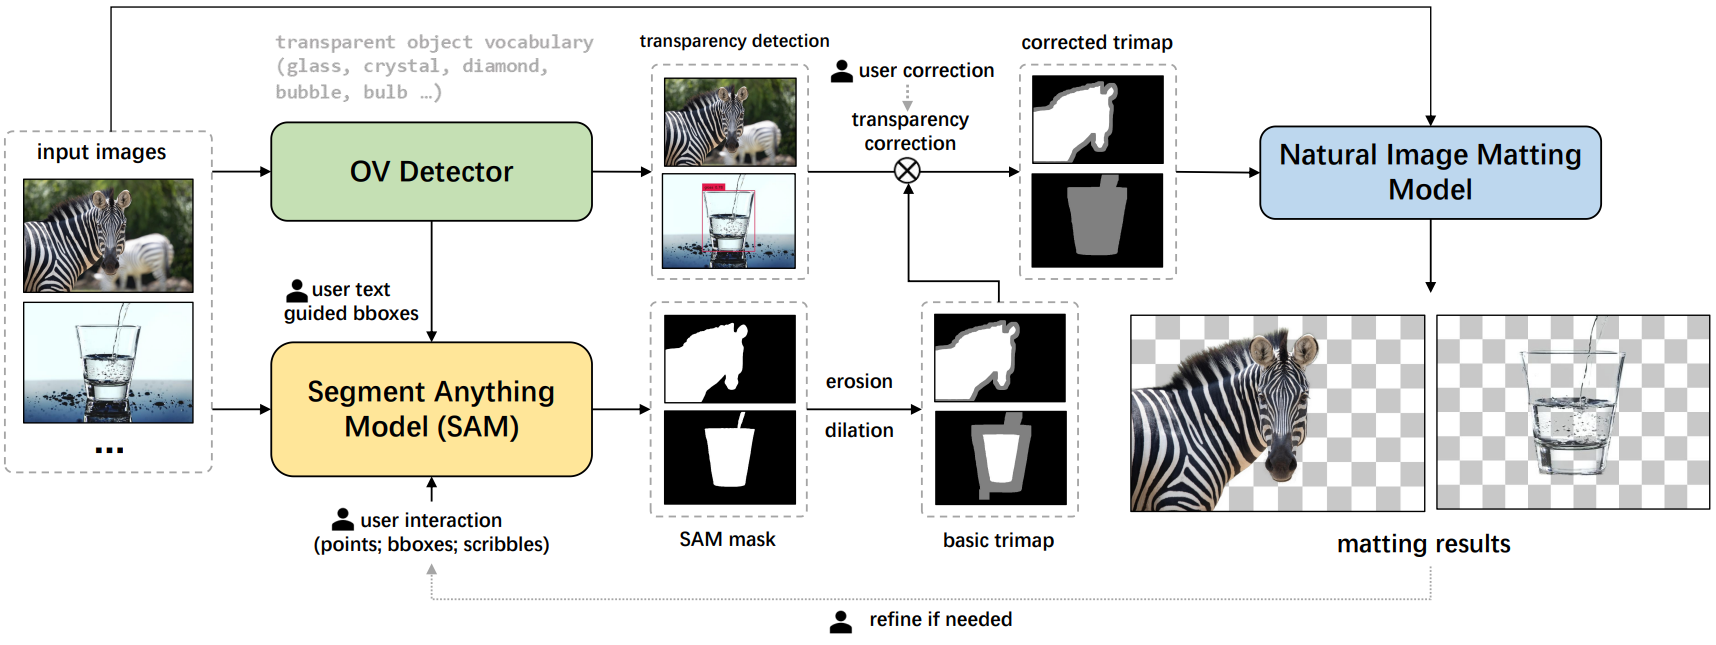 transparent object vocabulary
(glass, crystal, diamond,
bubble, bulb …)
transparency detection
corrected trimap
user correction
transparency
correction
input images
OV Detector
Natural Image Matting
Model
user text
guided bboxes
Segment Anything
Model (SAM)
erosion
dilation
...
user interaction
(points; bboxes; scribbles)
SAM mask
basic trimap
matting results
refine if needed